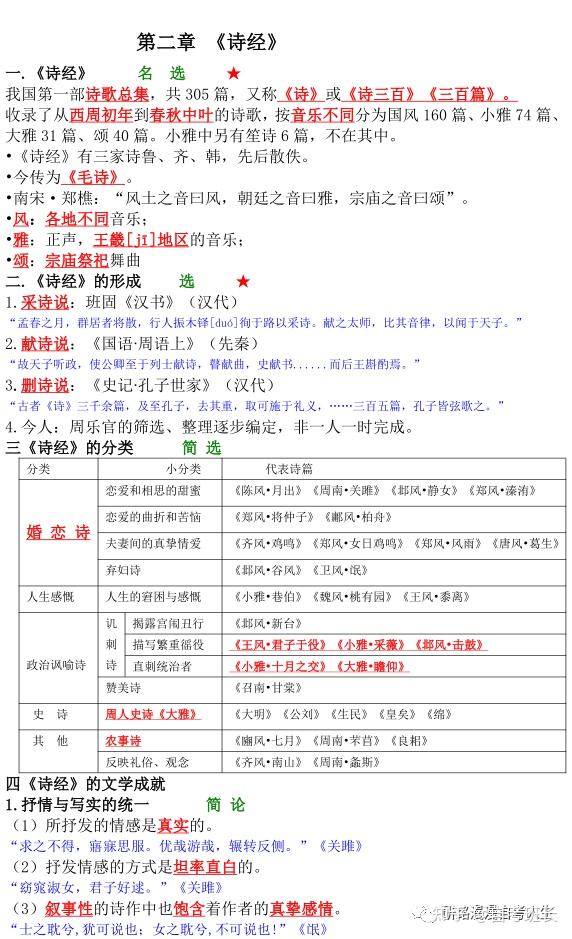 第二章 《诗经》
一.《诗经》 名 选 ★
我国第一部诗歌总集，共 305 篇，又称《诗》或《诗三百》《三百篇》。
收录了从西周初年到春秋中叶的诗歌，按音乐不同分为国风 160 篇、小雅 74 篇、
大雅 31 篇、颂 40 篇。小雅中另有笙诗 6 篇，不在其中。
•《诗经》有三家诗鲁、齐、韩，先后散佚。
•今传为《毛诗》。
•南宋·郑樵：“风土之音曰风，朝廷之音曰雅，宗庙之音曰颂”。
•风：各地不同音乐；
•雅：正声，王畿[jī]地区的音乐；
•颂：宗庙祭祀舞曲
二.《诗经》的形成 选 ★
1.采诗说：班固《汉书》（汉代）
“孟春之月，群居者将散，行人振木铎[duó]徇于路以采诗。献之太师，比其音律，以闻于天子。”
2.献诗说：《国语·周语上》（先秦）
“故天子听政，使公卿至于列士献诗，瞽献曲，史献书......而后王斟酌焉。”
3.删诗说：《史记·孔子世家》（汉代）
“古者《诗》三千余篇，及至孔子，去其重，取可施于礼义，……三百五篇，孔子皆弦歌之。”
4.今人：周乐官的筛选、整理逐步编定，非一人一时完成。
三《诗经》的分类 简 选
分类 小分类 代表诗篇
婚 恋 诗
恋爱和相思的甜蜜 《陈风•月出》《周南•关雎》《邶风•静女》《郑风•溱洧》
恋爱的曲折和苦恼 《郑风•将仲子》《鄘风•柏舟》
夫妻间的真挚情爱 《齐风•鸡鸣》《郑风•女日鸡鸣》《郑风•风雨》《唐风•葛生》
弃妇诗 《邶风•谷风》《卫风•氓》
人生感慨 人生的窘困与感慨 《小雅•巷伯》《魏风•桃有园》《王风•黍离》
政治讽喻诗
讥刺诗
揭露宫闱丑行 《邶风•新台》
描写繁重徭役 《王风•君子于役》《小雅•采薇》《邶风•击鼓》
直刺统治者 《小雅•十月之交》《大雅•瞻仰》
赞美诗 《召南•甘棠》
史 诗 周人史诗《大雅》 《大明》《公刘》《生民》《皇矣》《绵》
其 他 农事诗 《豳风•七月》《周南•芣苢》《良耜》
反映礼俗、观念 《齐风•南山》《周南•螽斯》
四《诗经》的文学成就
1.抒情与写实的统一 简 论
（1）所抒发的情感是真实的。
“求之不得，寤寐思服。优哉游哉，辗转反侧。”《关雎》
（2）抒发情感的方式是坦率直白的。
“窈窕淑女，君子好逑。”《关雎》
（3）叙事性的诗作中也饱含着作者的真挚感情。
“士之耽兮,犹可说也；女之耽兮,不可说也!”《氓》